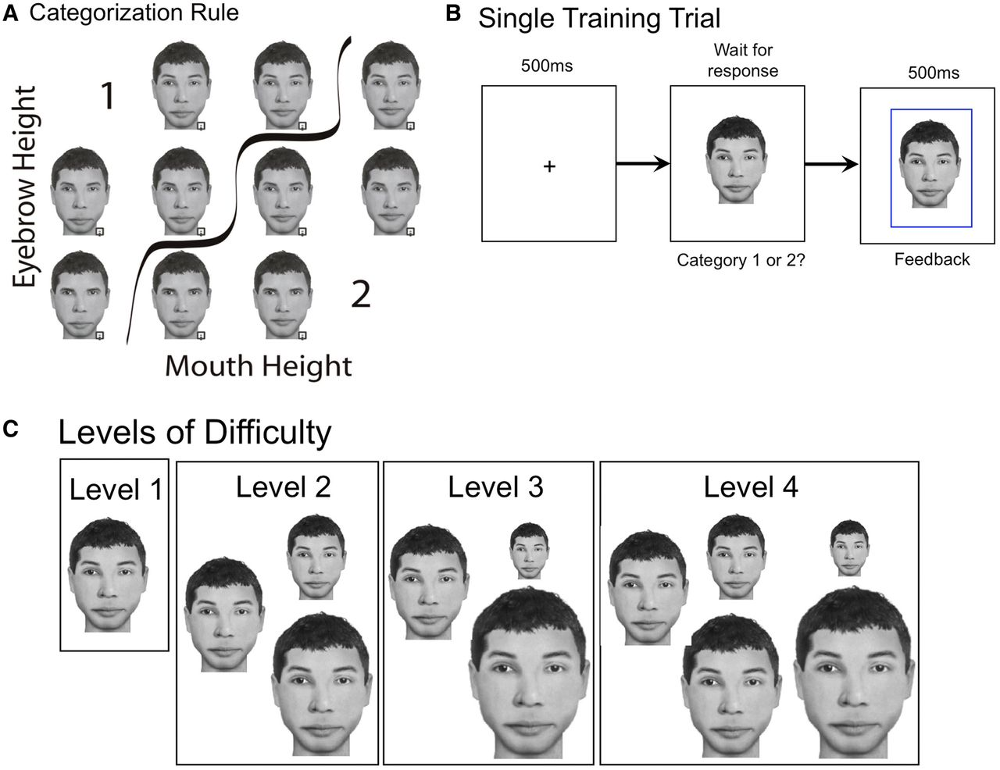 A Categorization Rule
1
Eyebrow Height
2
Mouth Height
B Single Training Trial
500ms
+
Wait for
response
Category 1 or 2?
500ms
Feedback
C Levels of Difficulty
Level 1
Level 2
Level 3
Level 4